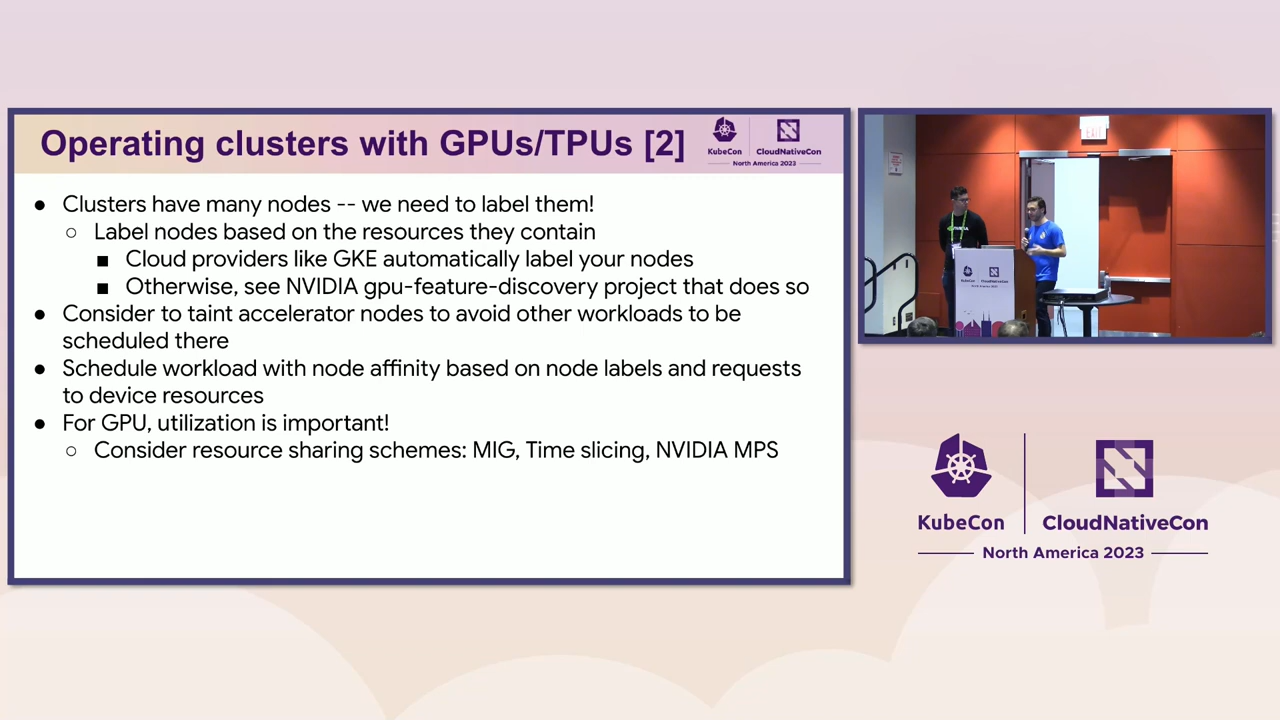 Operating clusters with GPUs/TPUs [2]
KubeCon
CloudNativeCon
North America 2023
● Clusters have many nodes -- we need to label them!
○ Label nodes based on the resources they contain
■ Cloud providers like GKE automatically label your nodes
■ Otherwise, see NVIDIA gpu-feature-discovery project that does so
● Consider to taint accelerator nodes to avoid other workloads to be
scheduled there
● Schedule workload with node affinity based on node labels and requests
to device resources
● For GPU, utilization is important!
○ Consider resource sharing schemes: MIG, Time slicing, NVIDIA MPS
EXIT
KubeCon
CloudNativeCon
North America 2023